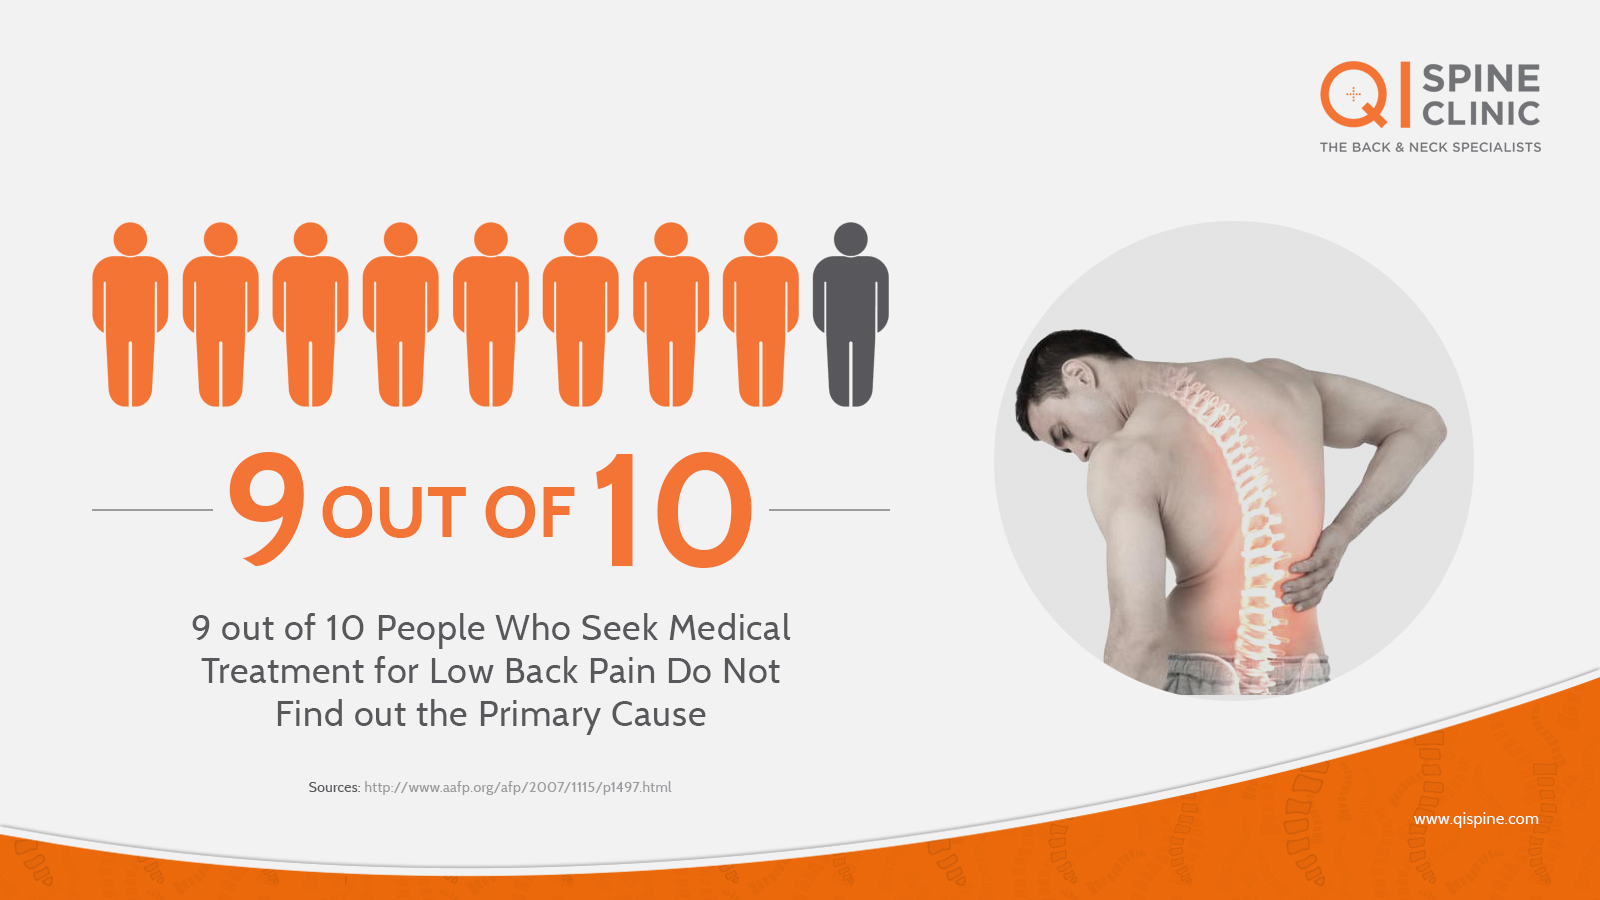 QI SPINE
CLINIC
THE BACK & NECK SPECIALISTS
9 OUT OF 10
9 out of 10 People Who Seek Medical
Treatment for Low Back Pain Do Not
Find out the Primary Cause
Sources: http://www.aafp.org/afp/2007/1115/p1497.html
www.qispine.com